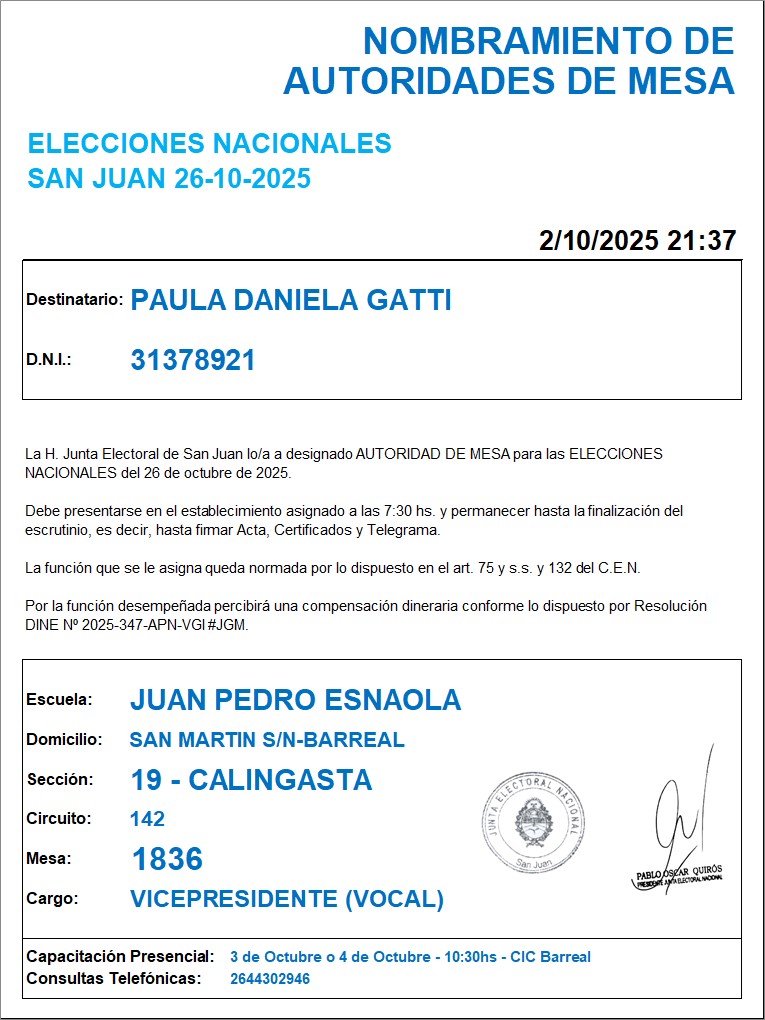 NOMBRAMIENTO DE
AUTORIDADES DE MESA
ELECCIONES NACIONALES
SAN JUAN 26-10-2025
2/10/2025 21:37
Destinatario: PAULA DANIELA GATTI
D.N.I.: 31378921
La H. Junta Electoral de San Juan lo/a a designado AUTORIDAD DE MESA para las ELECCIONES
NACIONALES del 26 de octubre de 2025.
Debe presentarse en el establecimiento asignado a las 7:30 hs. y permanecer hasta la finalización del
escrutinio, es decir, hasta firmar Acta, Certificados y Telegrama.
La función que se le asigna queda normada por lo dispuesto en el art. 75 y s.s. y 132 del C.E.N.
Por la función desempeñada percibirá una compensación dineraria conforme lo dispuesto por Resolución
DINE Nº 2025-347-APN-VGI#JGM.
Escuela: JUAN PEDRO ESNAOLA
Domicilio: SAN MARTIN S/N-BARREAL
Sección: 19 - CALINGASTA
Circuito: 142
Mesa: 1836
Cargo: VICEPRESIDENTE (VOCAL)
JUNTA ELECTORAL NACIONAL
San Juan
PABLO OSCAR QUIRÓS
PRESIDENTE JUNTA ELECTORAL NACIONAL
Capacitación Presencial: 3 de Octubre o 4 de Octubre - 10:30hs - CIC Barreal
Consultas Telefónicas: 2644302946